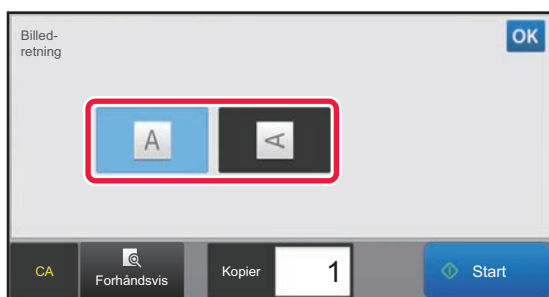 Billed-
retning
OK
A
A
CA
Forhåndsvis
Kopier
1
Start